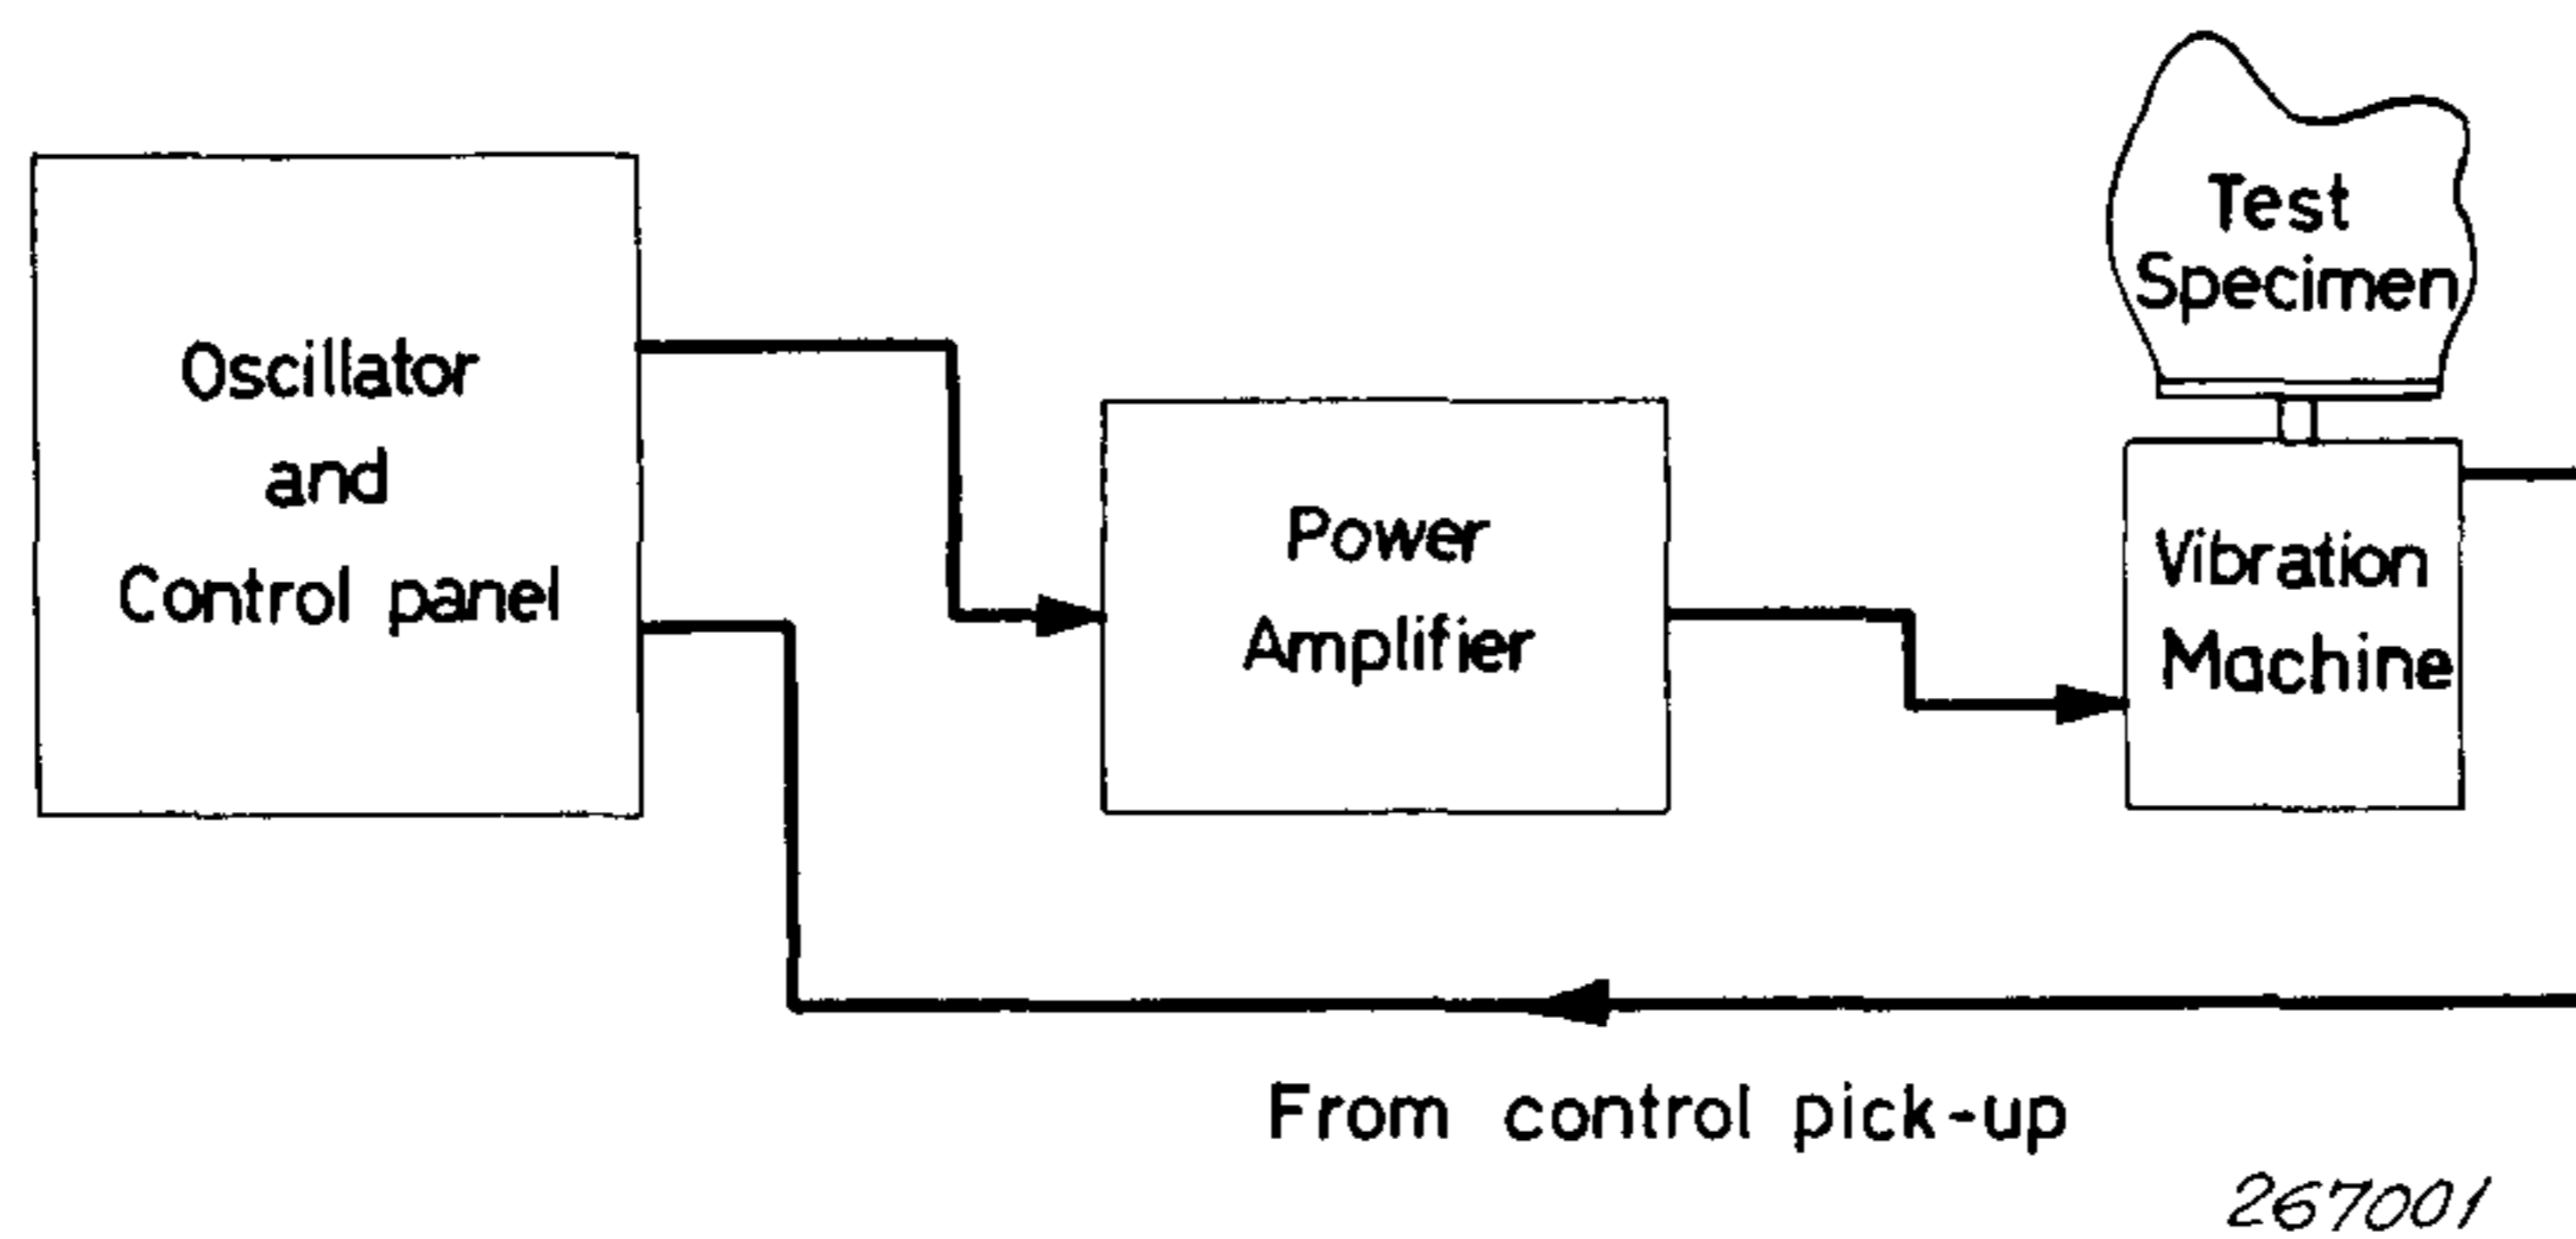 Oscillator
and
Control panel
Power
Amplifier
Test
Specimen
Vibration
Machine
From control pick-up
267001